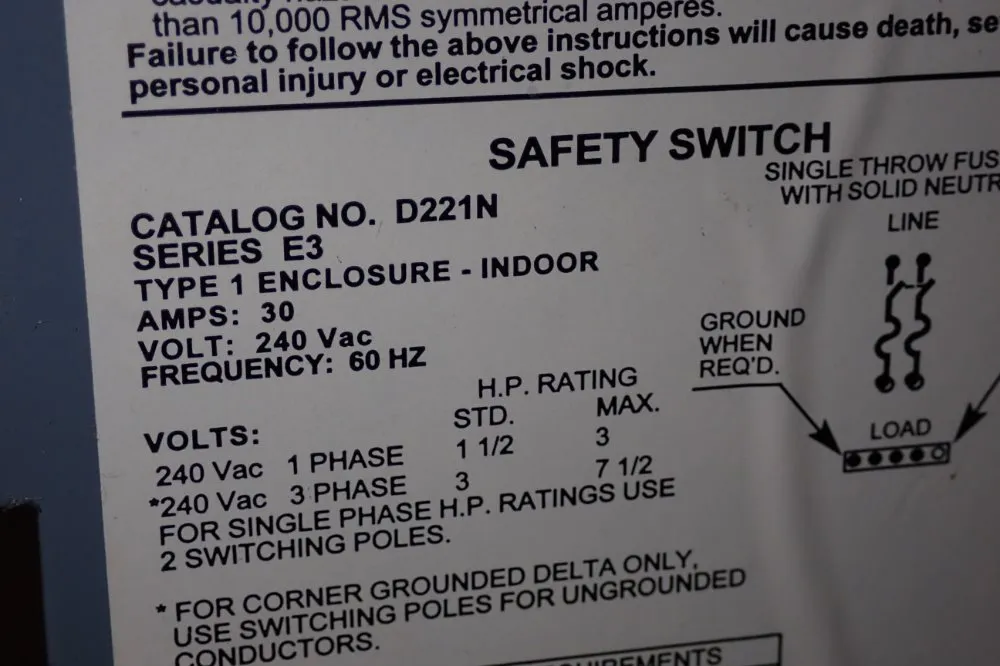 than 10,000 RMS symmetrical amperes.
Failure to follow the above instructions will cause death,
personal injury or electrical shock.
SAFETY SWITCH
SINGLE THROW
WITH SOLID
CATALOG NO. D221N
SERIES E3
TYPE 1 ENCLOSURE - INDOOR
AMPS: 30
VOLT: 240 Vac
FREQUENCY: 60 HZ
LINE
GROUND
WHEN
REQ'D.
LOAD
H.P. RATING
VOLTS: STD. MAX.
240 Vac 1 PHASE 1 1/2 3
*240 Vac 3 PHASE 3 7 1/2
FOR SINGLE PHASE H.P. RATINGS USE
2 SWITCHING POLES.
* FOR CORNER GROUNDED DELTA ONLY,
USE SWITCHING POLES FOR UNGROUNDED
CONDUCTORS.